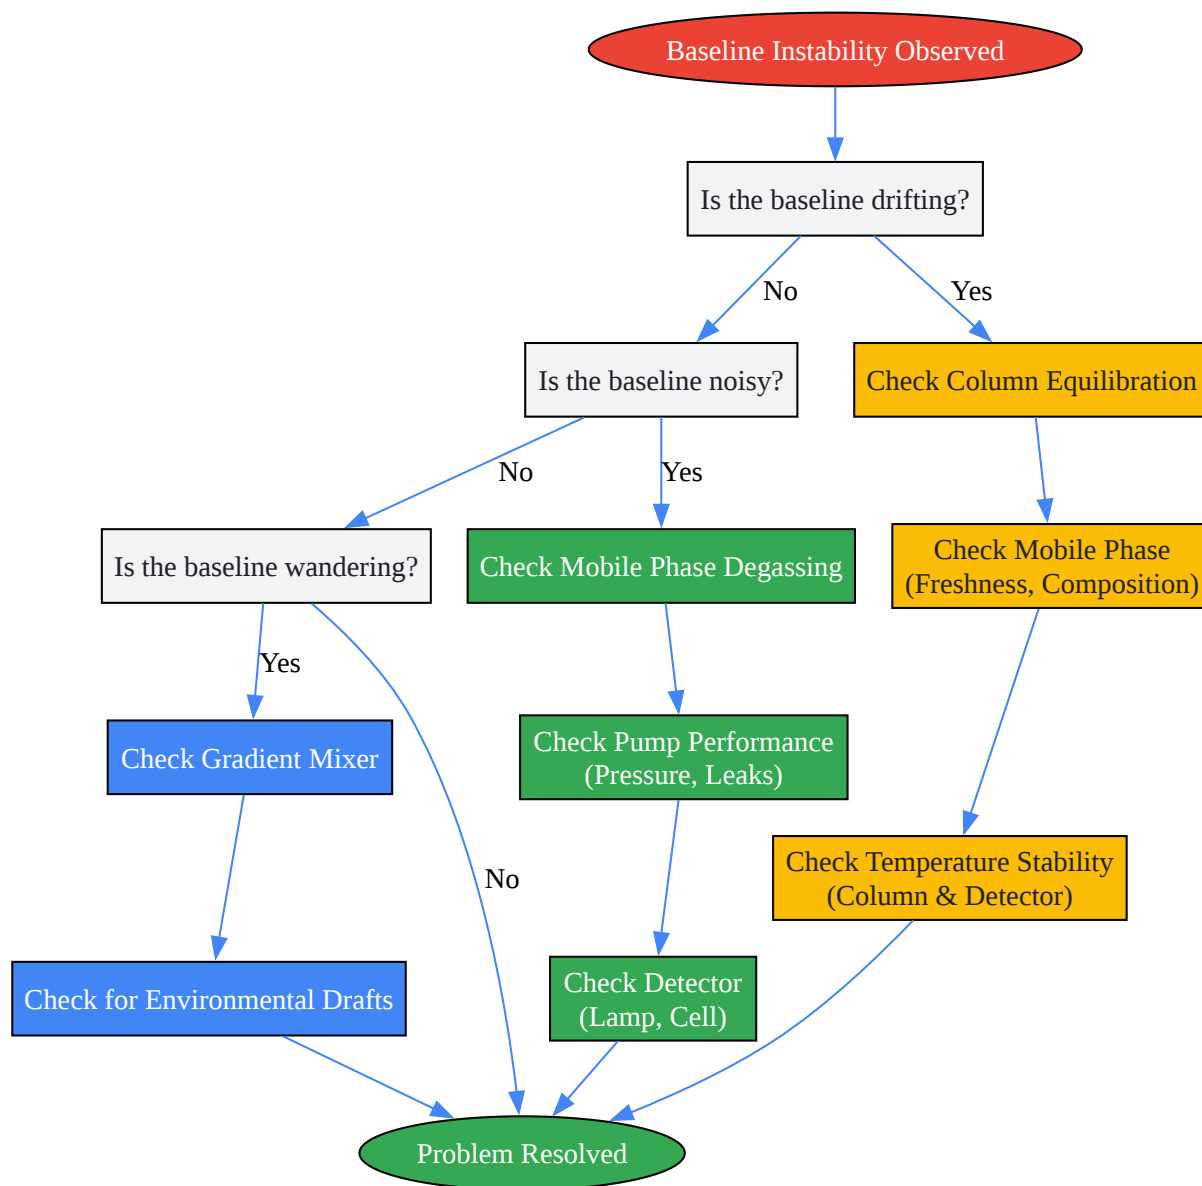 Baseline Instability Observed
Is the baseline drifting?
No
Yes
Is the baseline noisy?
Check Column Equilibration
No
Yes
Is the baseline wandering?
Check Mobile Phase Degassing
Check Mobile Phase
(Freshness, Composition)
Yes
Check Gradient Mixer
Check Pump Performance
(Pressure, Leaks)
No
Check Temperature Stability
(Column & Detector)
Check for Environmental Drafts
Check Detector
(Lamp, Cell)
Problem Resolved